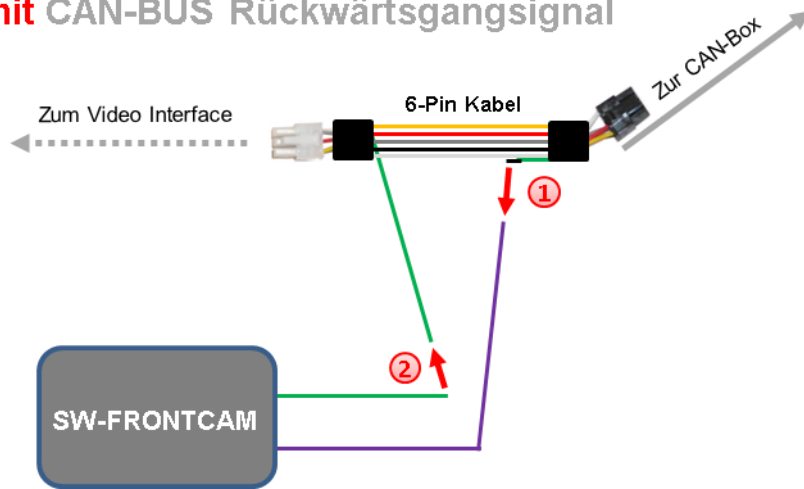 mit CAN-BUS Rückwärtsgangsignal
Zur CAN-Box
Zum Video Interface
6-Pin Kabel
1
2
SW-FRONTCAM